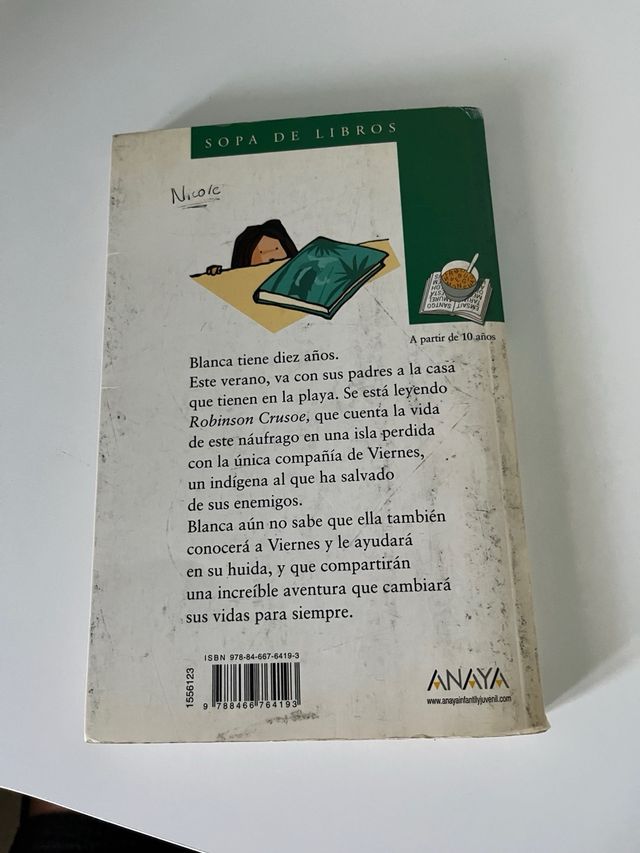 SOPA DE LIBROS
Nicole
A partir de 10 años
Blanca tiene diez años.
Este verano, va con sus padres a la casa
que tienen en la playa. Se está leyendo
Robinson Crusoe, que cuenta la vida
de este náufrago en una isla perdida
con la única compañía de Viernes,
un indígena al que ha salvado
de sus enemigos.
Blanca aún no sabe que ella también
conocerá a Viernes y le ayudará
en su huida, y que compartirán
una increíble aventura que cambiará
sus vidas para siempre.
ISBN 978-84-667-6419-3
1556123
9 788466 764193
ANAYA
www.anayainfantilyjuvenil.com